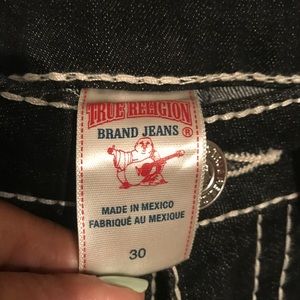 TRUE RELIGION
BRAND JEANS ®
MADE IN MEXICO
FABRIQUÉ AU MEXIQUE
30